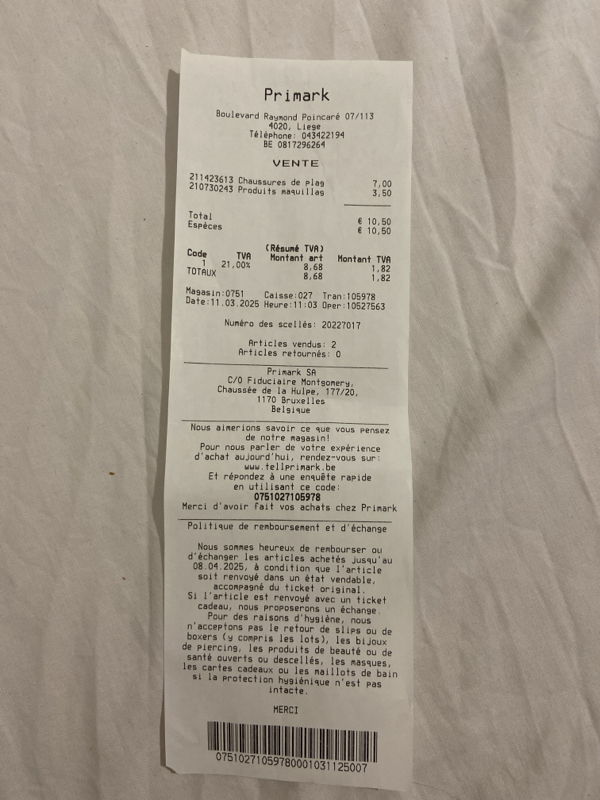 Primark
Boulevard Raymond Poincaré 07/113
4020, Liege
Téléphone: 043422194
BE 0817296264
VENTE
211423613 Chaussures de plag 7,00
210730243 Produits maquillag 3,50
Total € 10,50
Espèces € 10,50
(Résumé TVA)
Code TVA Montant art Montant TVA
1 21,00% 8,68 1,82
TOTAUX 8,68 1,82
Magasin:0751 Caisse:027 Tran:105978
Date:11.03.2025 Heure:11:03 Oper:10527563
Numéro des scellés: 20227017
Articles vendus: 2
Articles retournés: 0
Primark SA
C/O Fiduciaire Montgomery,
Chaussée de la Hulpe, 177/20,
1170 Bruxelles
Belgique
Nous aimerions savoir ce que vous pensez
de notre magasin!
Pour nous parler de votre expérience
d'achat aujourd'hui, rendez-vous sur:
www.tellprimark.be
Et répondez à une enquête rapide
en utilisant ce code:
0751027105978
Merci d'avoir fait vos achats chez Primark
Politique de remboursement et d'échange
Nous sommes heureux de rembourser ou
d'échanger les articles achetés jusqu'au
08.04.2025, à condition que l'article
soit renvoyé dans un état vendable,
accompagné du ticket original.
Si l'article est renvoyé avec un ticket
cadeau, nous proposerons un échange.
Pour des raisons d'hygiène, nous
n'acceptons pas le retour de slips ou de
boxers (y compris les lots), les bijoux
de piercing, les produits de beauté ou de
santé ouverts ou descellés, les masques,
les cartes cadeaux ou les maillots de bain
si la protection hygiénique n'est pas
intacte.
MERCI
07510271059780001031125007